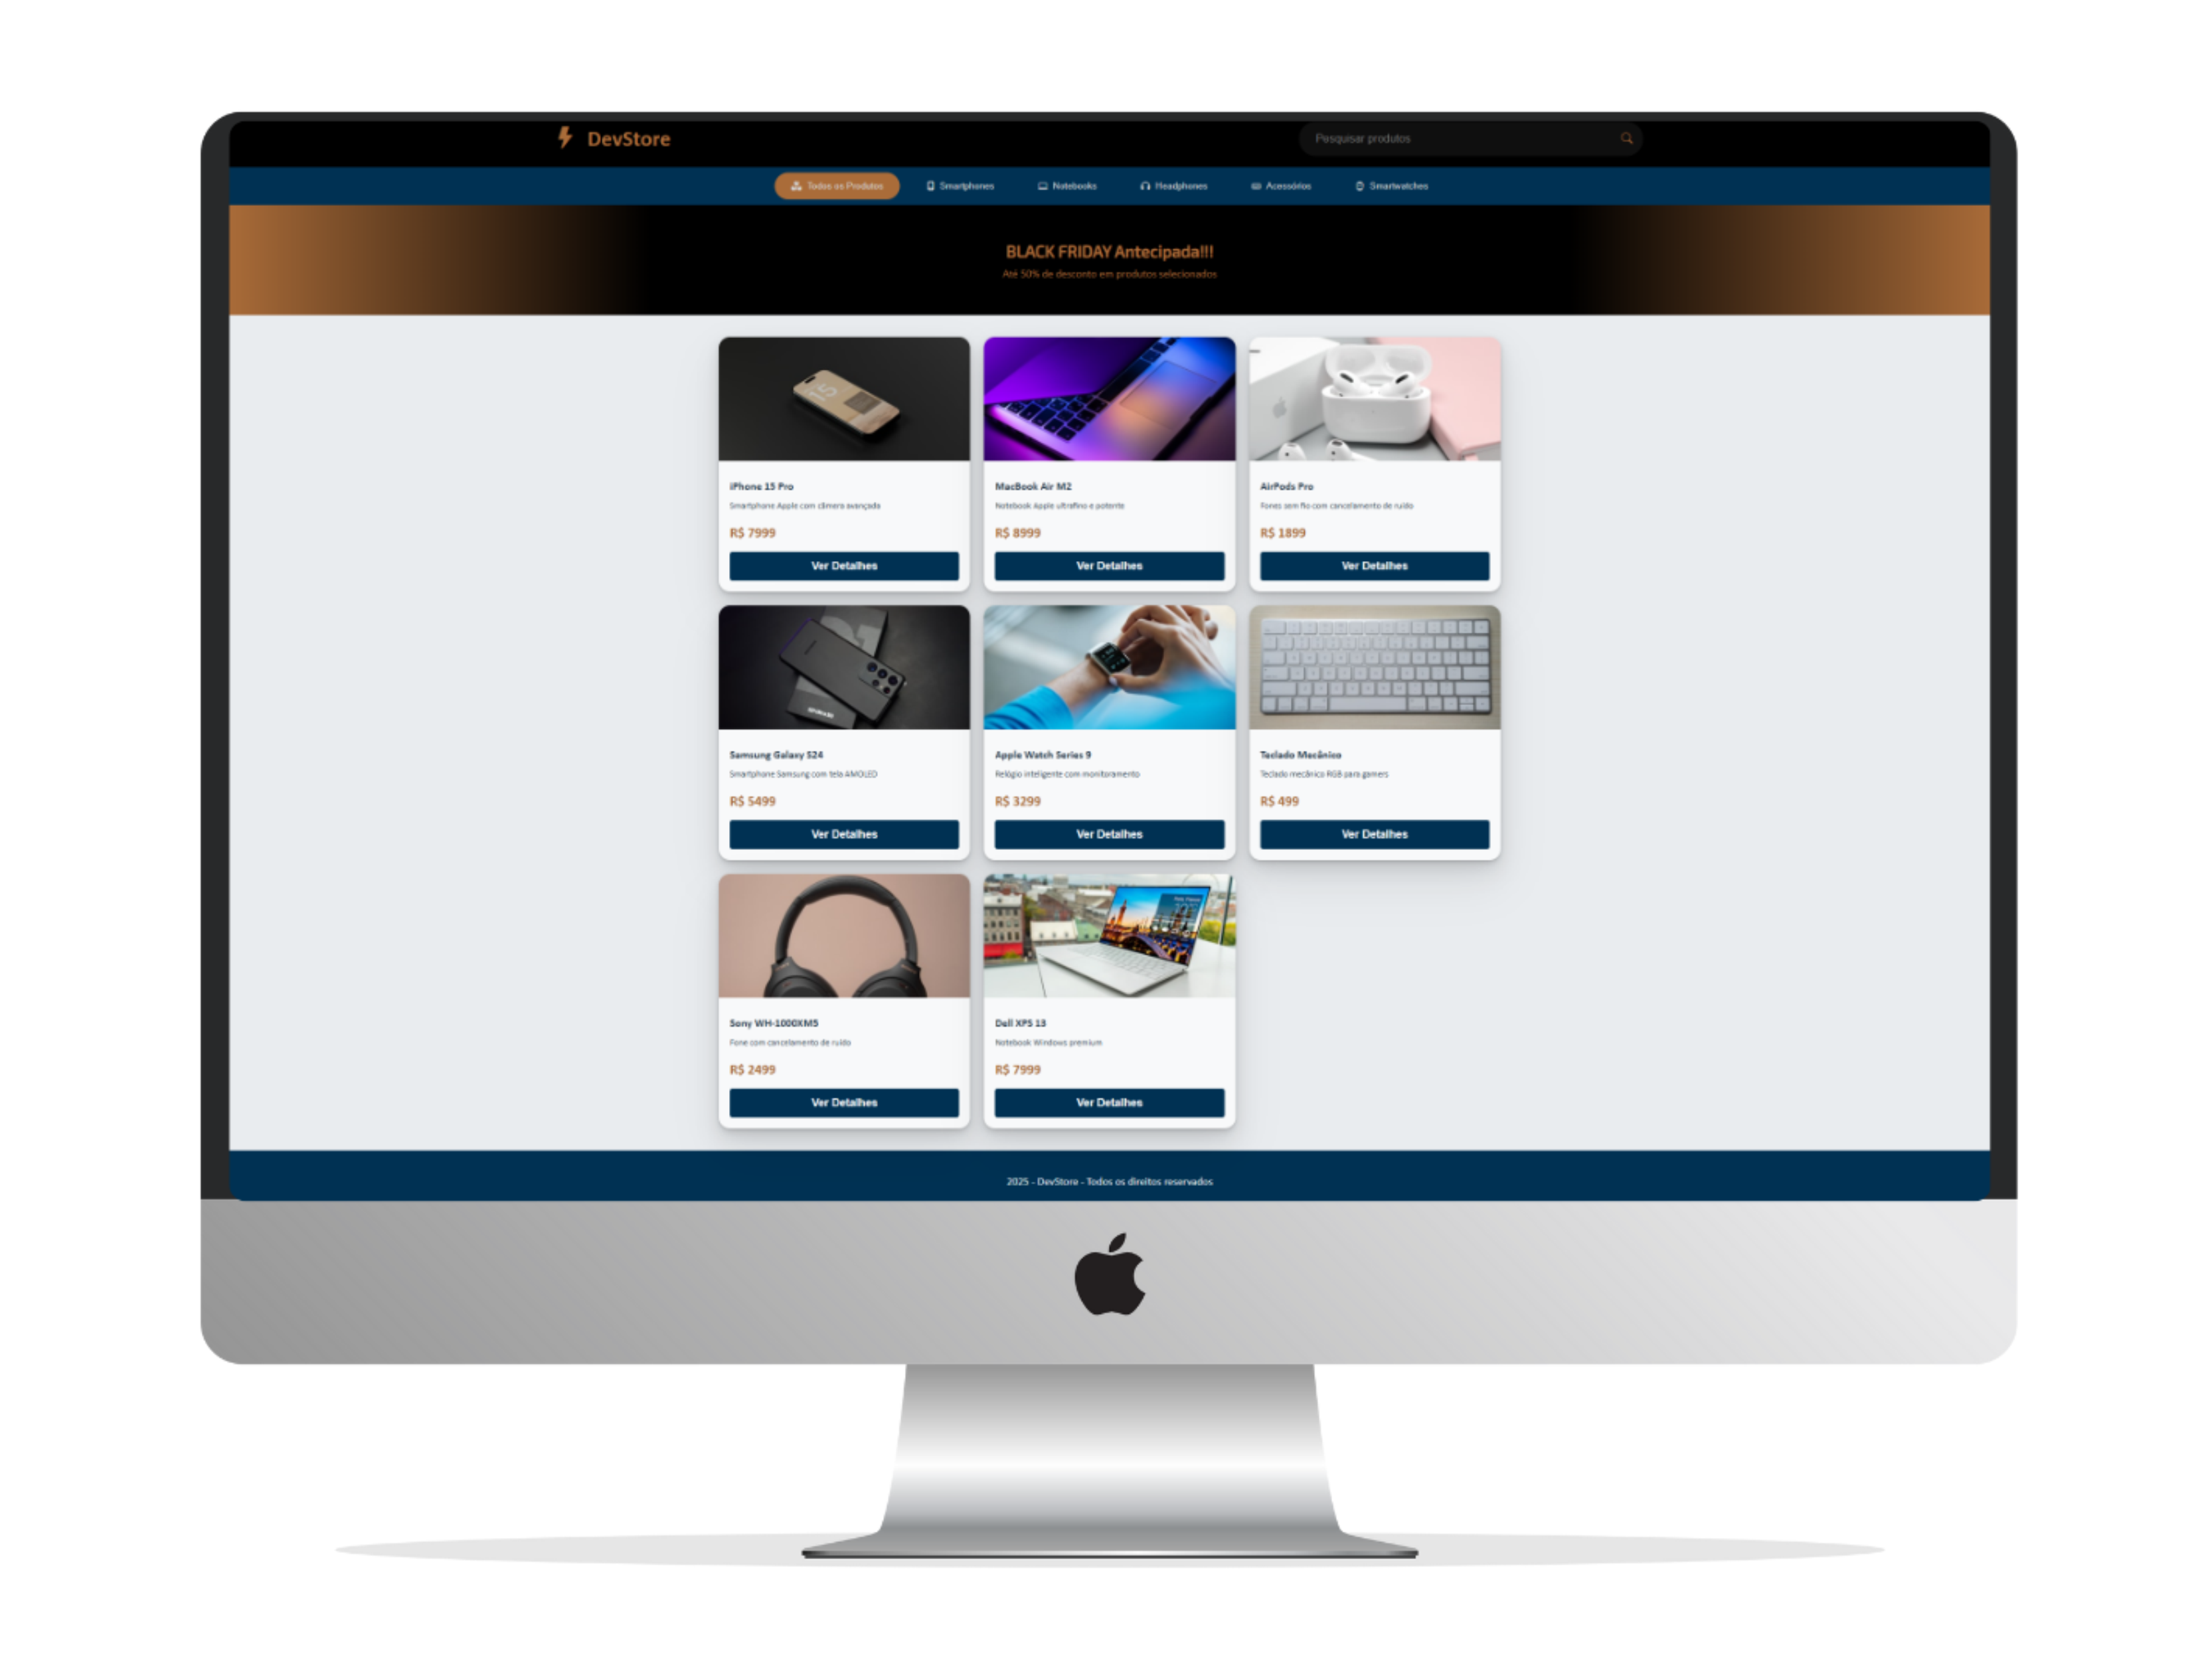 DevStore
Pesquisar produtos
Todos os Produtos
Smartphones
Notebooks
Headphones
Acessórios
Smartwatches
BLACK FRIDAY Antecipada!!!
Até 50% de desconto em produtos selecionados
15
iPhone 15 Pro
Smartphone Apple com câmera avançada
R$ 7999
Ver Detalhes
MacBook Air M2
Notebook Apple ultrafino e potente
R$ 8999
Ver Detalhes
AirPods Pro
Fones sem fio com cancelamento de ruído
R$ 1899
Ver Detalhes
Samsung Galaxy S24
Smartphone Samsung com tela AMOLED
R$ 5499
Ver Detalhes
Apple Watch Series 9
Relógio inteligente com monitoramento
R$ 3299
Ver Detalhes
Teclado Mecânico
Teclado mecânico RGB para gamers
R$ 499
Ver Detalhes
Sony WH-1000XM5
Fone com cancelamento de ruído
R$ 2499
Ver Detalhes
Dell XPS 13
Notebook Windows premium
R$ 7999
Ver Detalhes
2025 - DevStore - Todos os direitos reservados